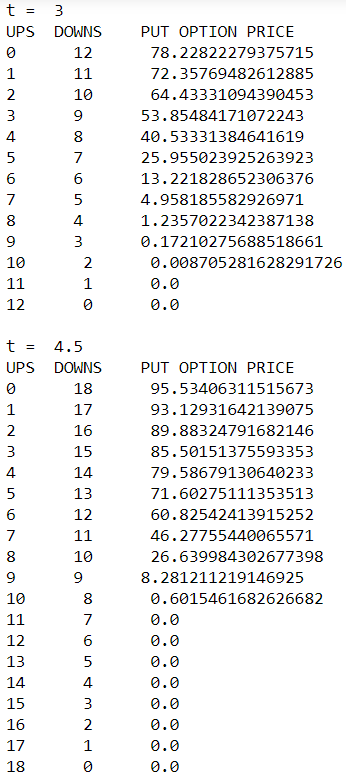 t =  3
UPS  DOWNS    PUT OPTION PRICE
0      12      78.22822279375715
1      11      72.35769482612885
2      10      64.43331094390453
3      9      53.85484171072243
4      8      40.53331384641619
5      7      25.955023925263923
6      6      13.221828652306376
7      5      4.958185582926971
8      4      1.2357022342387138
9      3      0.17210275688518661
10      2      0.008705281628291726
11      1      0.0
12      0      0.0
t =  4.5
UPS  DOWNS    PUT OPTION PRICE
0      18      95.53406311515673
1      17      93.12931642139075
2      16      89.88324791682146
3      15      85.50151375593353
4      14      79.58679130640233
5      13      71.60275111353513
6      12      60.82542413915252
7      11      46.27755440065571
8      10      26.639984302677398
9      9      8.281211219146925
10      8      0.6015461682626682
11      7      0.0
12      6      0.0
13      5      0.0
14      4      0.0
15      3      0.0
16      2      0.0
17      1      0.0
18      0      0.0